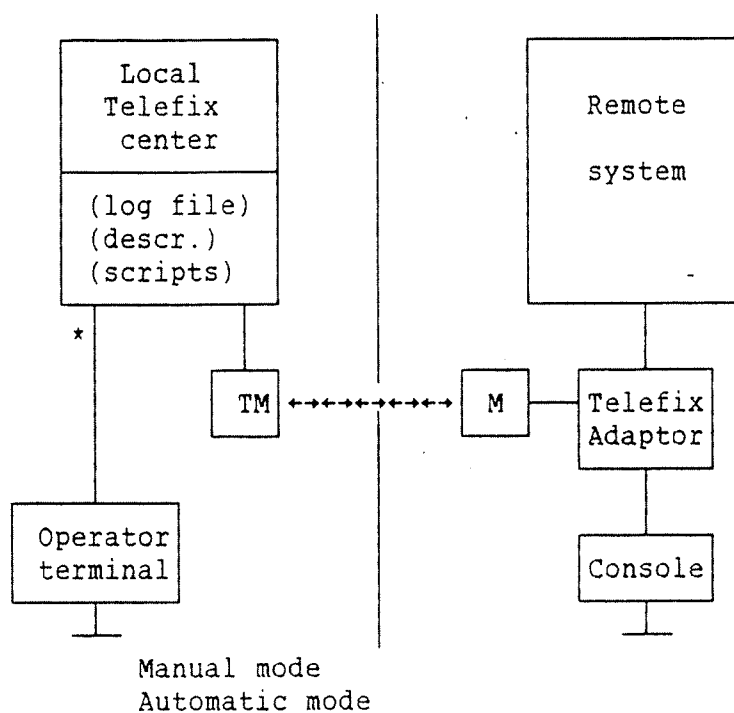 Local
Telefix
center
(log file)
(descr.)
(scripts)
*
TM
Operator
terminal
Remote
system
M
Telefix
Adaptor
Console
Manual mode
Automatic mode